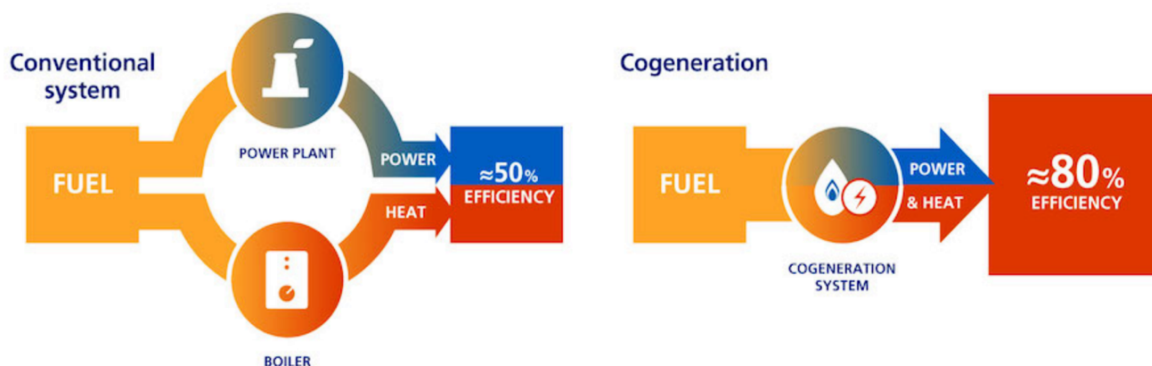 Conventional
system
FUEL
POWER PLANT
POWER
HEAT
≈50%
EFFICIENCY
BOILER
Cogeneration
FUEL
POWER
& HEAT
COGENERATION
SYSTEM
≈80%
EFFICIENCY